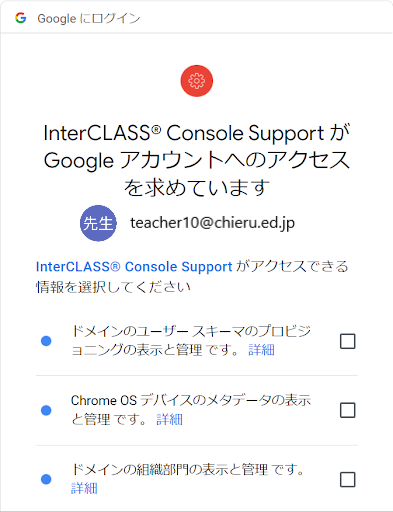 Google にログイン
InterCLASS® Console Support が
Google アカウントへのアクセス
を求めています
先生 teacher10@chieru.ed.jp
InterCLASS® Console Support がアクセスできる
情報を選択してください
ドメインのユーザー スキーマのプロビジ
ョニングの表示と管理 です。 詳細
Chrome OS デバイスのメタデータの表示
と管理 です。 詳細
ドメインの組織部門の表示と管理 です。
詳細